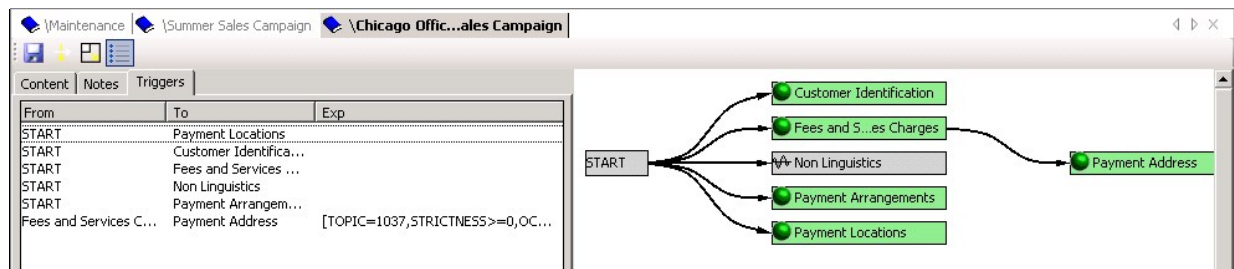 \Maintenance \Summer Sales Campaign \Chicago Offic...ales Campaign
Content Notes Triggers
From To Exp
START Payment Locations
START Customer Identifica...
START Fees and Services ...
START Non Linguistics
START Payment Arrangem...
Fees and Services C... Payment Address [TOPIC=1037,STRICTNESS>=0,OC...
START
Customer Identification
Fees and S...es Charges
Non Linguistics
Payment Arrangements
Payment Locations
Payment Address